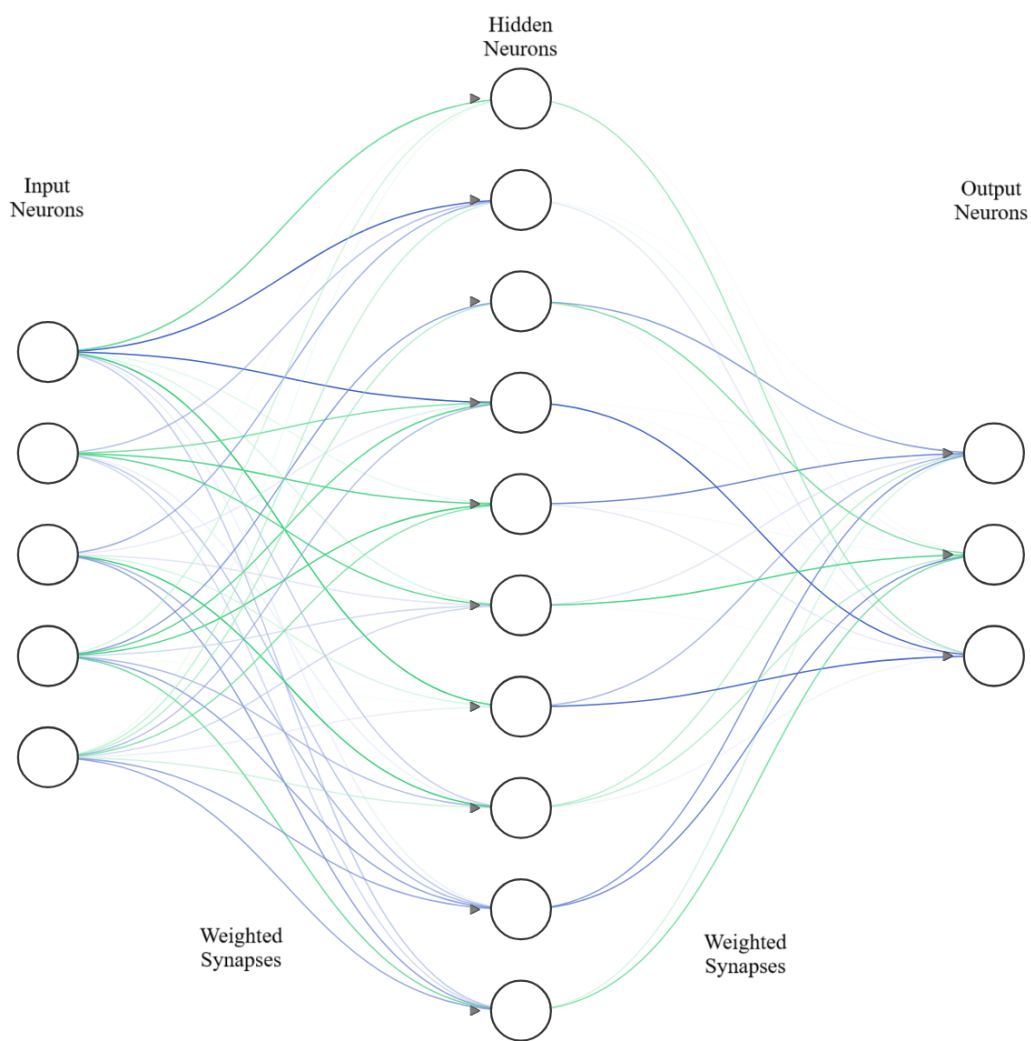 Hidden
Neurons
Input
Neurons
Output
Neurons
Weighted
Synapses
Weighted
Synapses